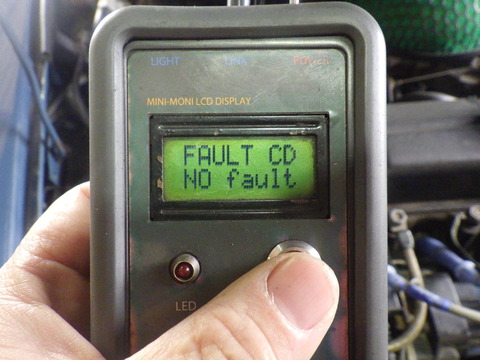 LIGHT LINK POWER
MINI-MONI LCD DISPLAY
FAULT CD
NO fault
LED